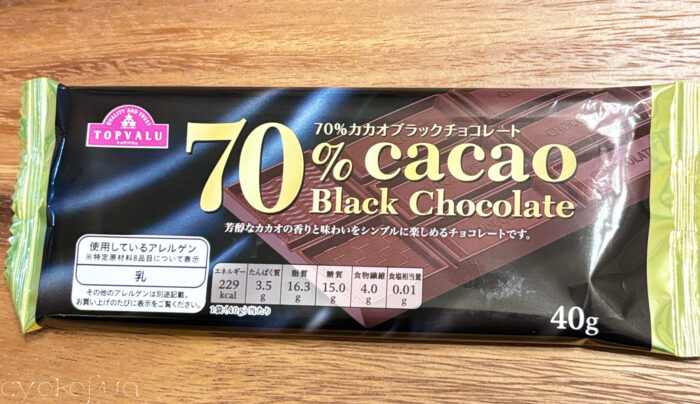 QUALITY AND TRUST
TOPVALU
トップバリュ
70%カカオブラックチョコレート
70% cacao
Black Chocolate
芳醇なカカオの香りと味わいをシンプルに楽しめるチョコレートです。
使用しているアレルゲン
※特定原材料8品目について表示
乳
その他のアレルゲンは別途記載。
お買い上げのたびに表示をご覧ください。
エネルギー たんぱく質 脂質 糖質 食物繊維 食塩相当量
229 kcal 3.5 g 16.3 g 15.0 g 4.0 g 0.01 g
1袋(40g)当たり
40g